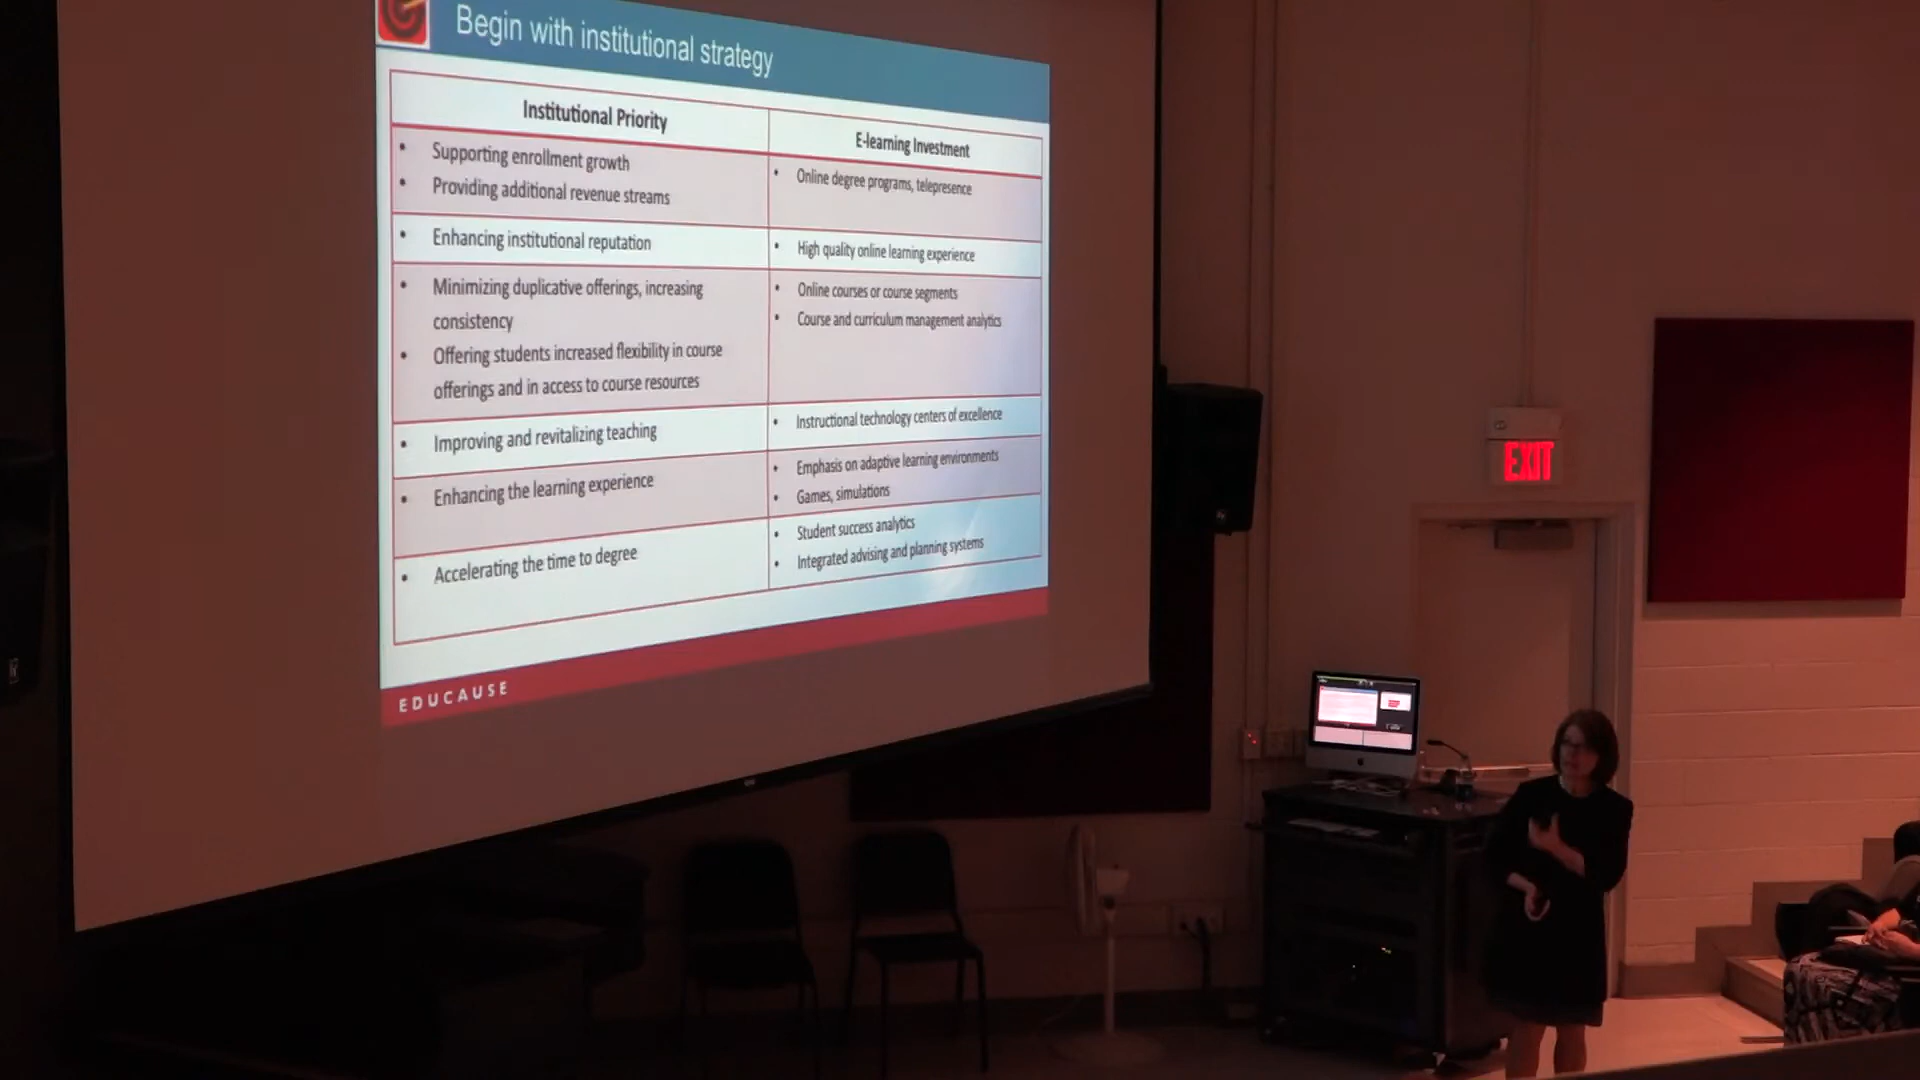 Begin with institutional strategy
Institutional Priority
E-learning Investment
• Supporting enrollment growth
• Providing additional revenue streams
• Online degree programs, telepresence
• Enhancing institutional reputation
• High quality online learning experience
• Minimizing duplicative offerings, increasing
consistency
• Offering students increased flexibility in course
offerings and in access to course resources
• Online courses or course segments
• Course and curriculum management analytics
• Improving and revitalizing teaching
• Instructional technology centers of excellence
• Enhancing the learning experience
• Emphasis on adaptive learning environments
• Games, simulations
• Accelerating the time to degree
• Student success analytics
• Integrated advising and planning systems
EDUCAUSE
EXIT